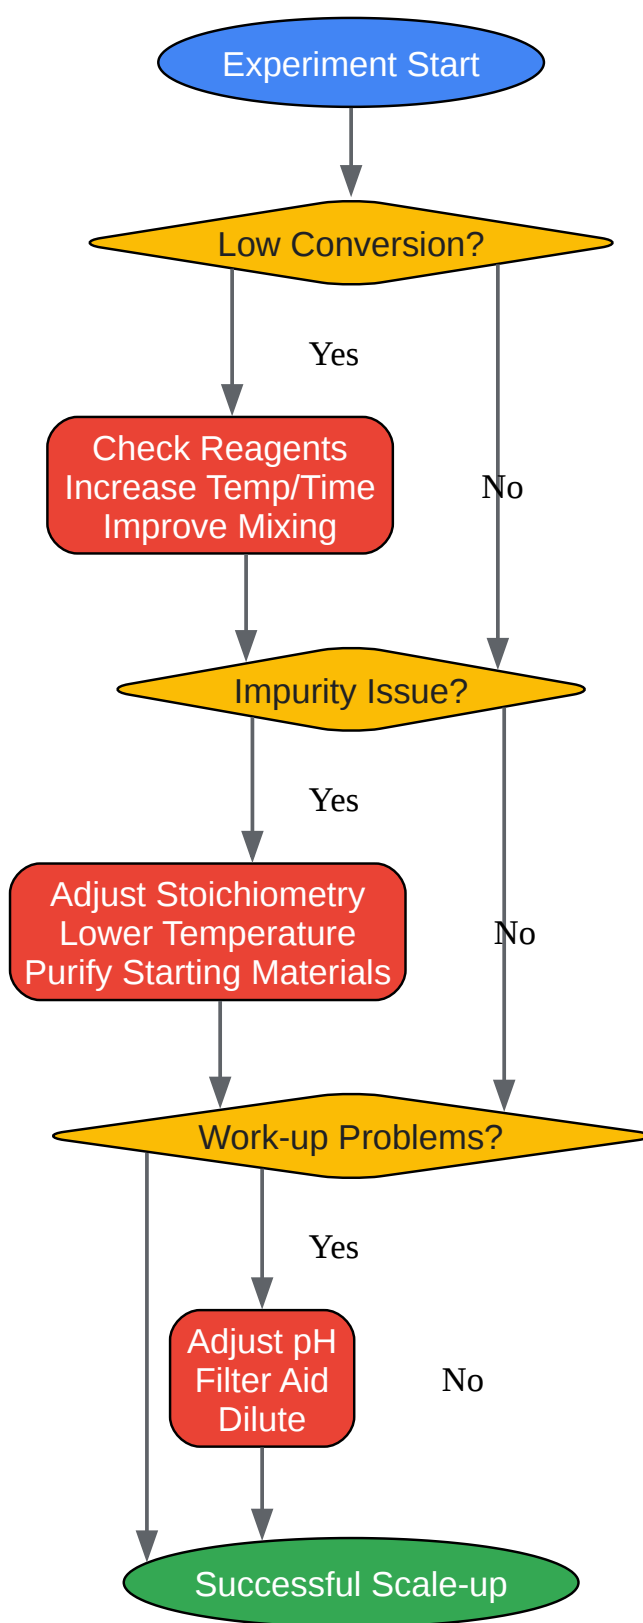 Experiment Start
Low Conversion?
Yes
Check Reagents
Increase Temp/Time
Improve Mixing
No
Impurity Issue?
Yes
Adjust Stoichiometry
Lower Temperature
Purify Starting Materials
No
Work-up Problems?
Yes
Adjust pH
Filter Aid
Dilute
No
Successful Scale-up